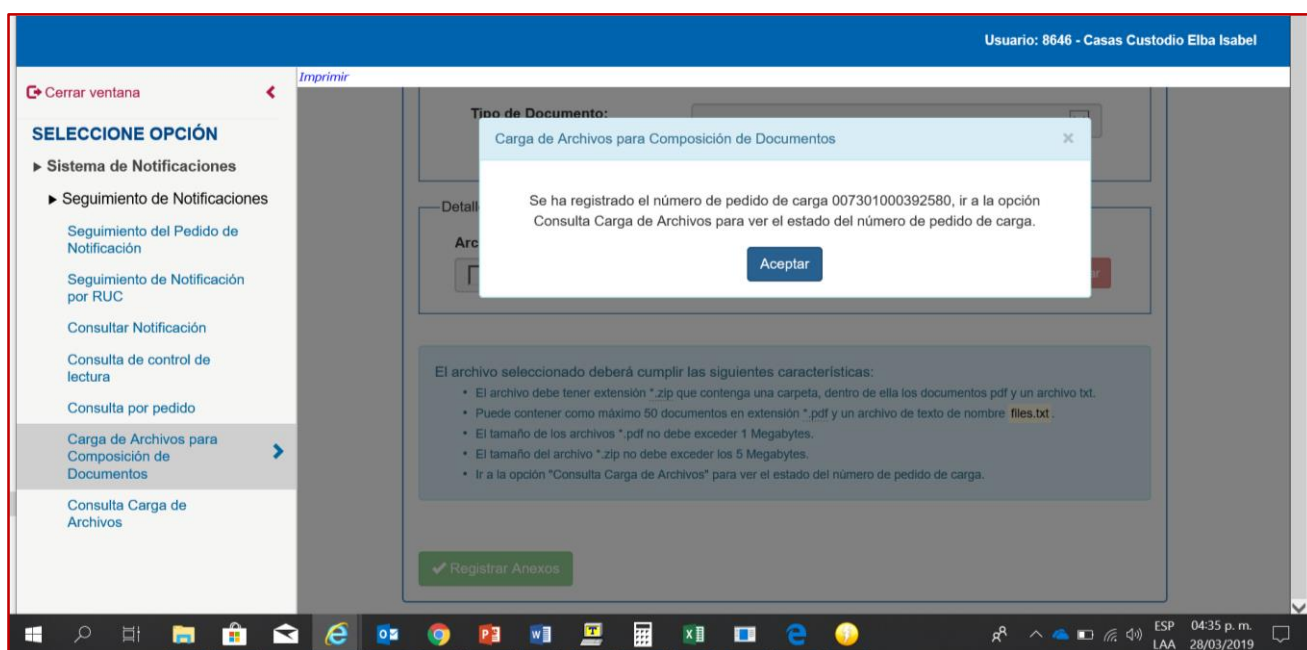 Usuario: 8646 - Casas Custodio Elba Isabel
Imprimir
Cerrar ventana
SELECCIONE OPCIÓN
Sistema de Notificaciones
Seguimiento de Notificaciones
Seguimiento del Pedido de
Notificación
Seguimiento de Notificación
por RUC
Consultar Notificación
Consulta de control de
lectura
Consulta por pedido
Carga de Archivos para
Composición de
Documentos
Consulta Carga de
Archivos
Tipo de Documento:
Carga de Archivos para Composición de Documentos
×
Se ha registrado el número de pedido de carga 007301000392580, ir a la opción
Consulta Carga de Archivos para ver el estado del número de pedido de carga.
Aceptar
El archivo seleccionado deberá cumplir las siguientes características:
• El archivo debe tener extensión *.zip que contenga una carpeta, dentro de ella los documentos pdf y un archivo txt.
• Puede contener como máximo 50 documentos en extensión *.pdf y un archivo de texto de nombre files.txt.
• El tamaño de los archivos *.pdf no debe exceder 1 Megabytes.
• El tamaño del archivo *.zip no debe exceder los 5 Megabytes.
• Ir a la opción "Consulta Carga de Archivos" para ver el estado del número de pedido de carga.
Registrar Anexos
ESP 04:35 p. m.
LAA 28/03/2019